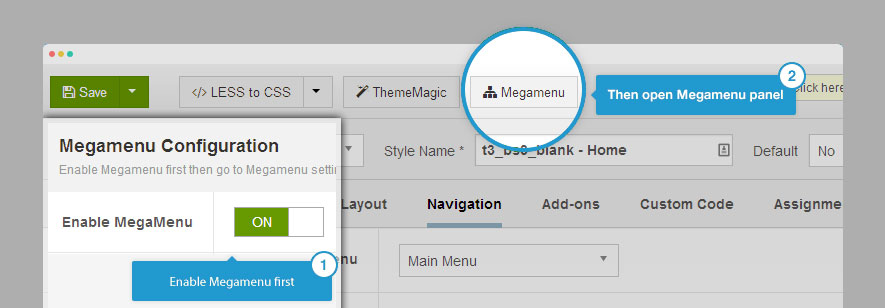 Save
</> LESS to CSS
ThemeMagic
Megamenu
Then open Megamenu panel
2
lick here
Megamenu Configuration
Enable Megamenu first then go to Megamenu settin
Style Name *
t3_bs3_blank - Home
Default
No
Enable MegaMenu
ON
Layout
Navigation
Add-ons
Custom Code
Assignme
1
Enable Megamenu first
nu
Main Menu